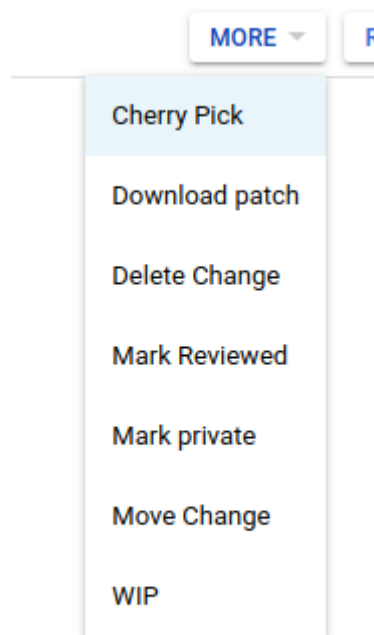 MORE
Cherry Pick
Download patch
Delete Change
Mark Reviewed
Mark private
Move Change
WIP